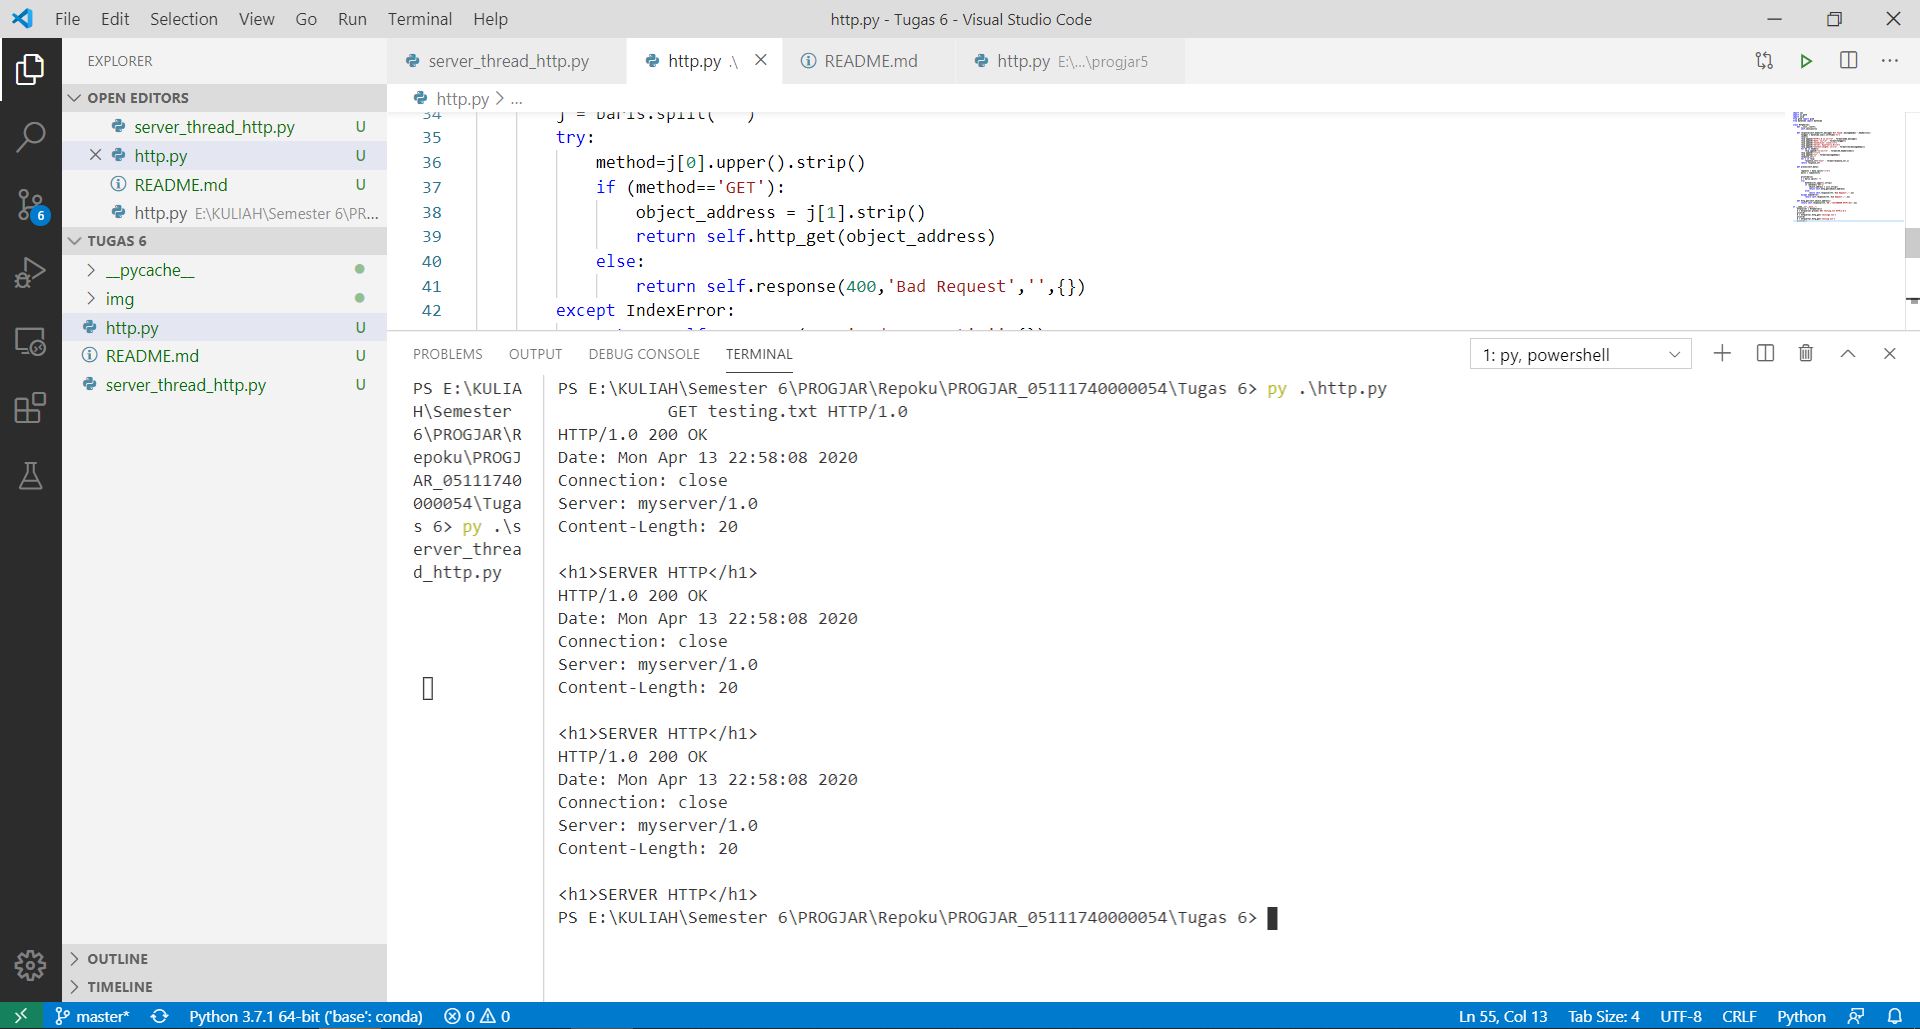 File Edit Selection View Go Run Terminal Help
http.py - Tugas 6 - Visual Studio Code
EXPLORER
OPEN EDITORS
server_thread_http.py U
http.py U
README.md U
http.py E:\KULIAH\Semester 6\PR...
TUGAS 6
__pycache__
img
http.py U
README.md U
server_thread_http.py U
OUTLINE
TIMELINE
6
server_thread_http.py
http.py .\
README.md
http.py E:\...\progjar5
http.py > ...
34 j = baris.split( )
35 try:
36 method=j[0].upper().strip()
37 if (method=='GET'):
38 object_address = j[1].strip()
39 return self.http_get(object_address)
40 else:
41 return self.response(400,'Bad Request','',{})
42 except IndexError:
PROBLEMS OUTPUT DEBUG CONSOLE TERMINAL
1: py, powershell
PS E:\KULIA
H\Semester
6\PROGJAR\R
epoku\PROGJ
AR_05111740
000054\Tuga
s 6> py .\s
erver_threa
d_http.py
PS E:\KULIAH\Semester 6\PROGJAR\Repoku\PROGJAR_05111740000054\Tugas 6> py .\http.py
GET testing.txt HTTP/1.0
HTTP/1.0 200 OK
Date: Mon Apr 13 22:58:08 2020
Connection: close
Server: myserver/1.0
Content-Length: 20
<h1>SERVER HTTP</h1>
HTTP/1.0 200 OK
Date: Mon Apr 13 22:58:08 2020
Connection: close
Server: myserver/1.0
Content-Length: 20
<h1>SERVER HTTP</h1>
HTTP/1.0 200 OK
Date: Mon Apr 13 22:58:08 2020
Connection: close
Server: myserver/1.0
Content-Length: 20
<h1>SERVER HTTP</h1>
PS E:\KULIAH\Semester 6\PROGJAR\Repoku\PROGJAR_05111740000054\Tugas 6>
master* Python 3.7.1 64-bit ('base': conda) 0 0
Ln 55, Col 13 Tab Size: 4 UTF-8 CRLF Python